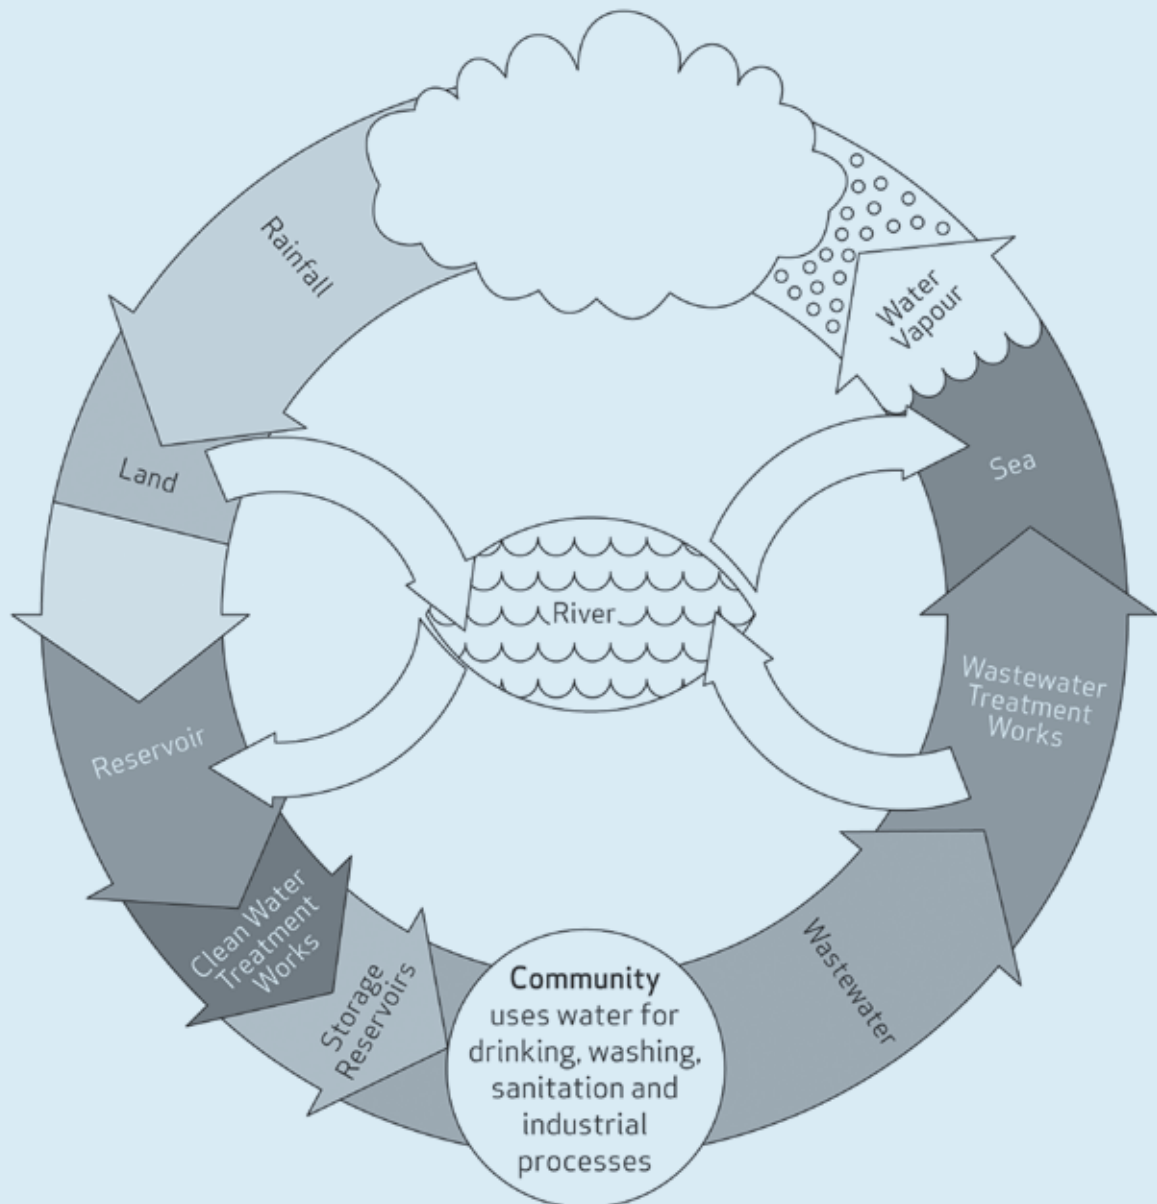 Rainfall
Water
Vapour
Land
Sea
River
Reservoir
Wastewater
Treatment
Works
Clean Water
Treatment
Works
Storage
Reservoirs
Community
uses water for
drinking, washing,
sanitation and
industrial
processes
Wastewater